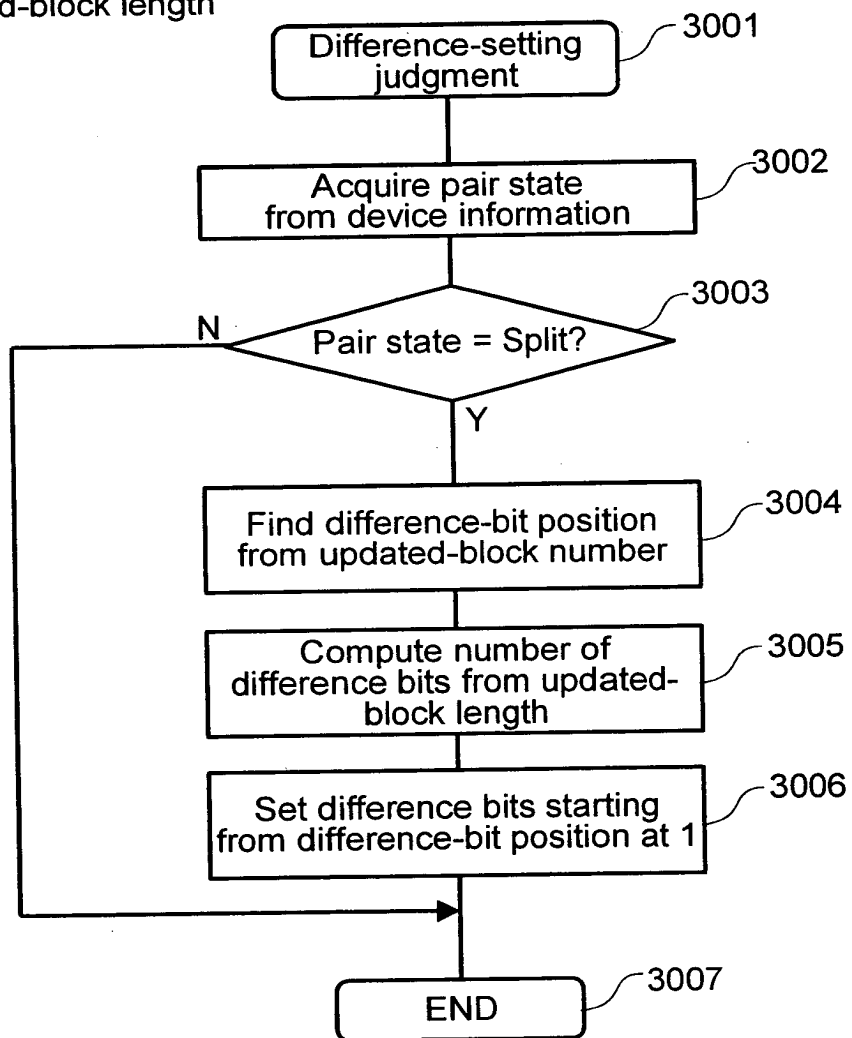 d-block length
Difference-setting
judgment
3001
Acquire pair state
from device information
3002
Pair state = Split?
3003
N
Y
Find difference-bit position
from updated-block number
3004
Compute number of
difference bits from updated-
block length
3005
Set difference bits starting
from difference-bit position at 1
3006
END
3007